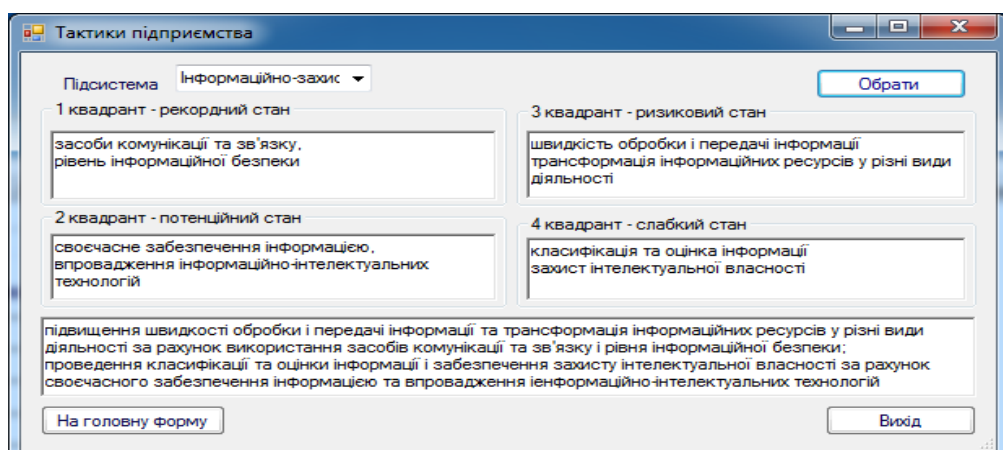 Тактики підприємства
Підсистема Інформаційно-захис
Обрати
1 квадрант - рекордний стан
засоби комунікації та зв'язку,
рівень інформаційної безпеки
3 квадрант - ризиковий стан
швидкість обробки і передачі інформації
трансформація інформаційних ресурсів у різні види
діяльності
2 квадрант - потенційний стан
своєчасне забезпечення інформацією,
впровадження інформаційно-інтелектуальних
технологій
4 квадрант - слабкий стан
класифікація та оцінка інформації
захист інтелектуальної власності
підвищення швидкості обробки і передачі інформації та трансформація інформаційних ресурсів у різні види
діяльності за рахунок використання засобів комунікації та зв'язку і рівня інформаційної безпеки;
проведення класифікації та оцінки інформації і забезпечення захисту інтелектуальної власності за рахунок
своєчасного забезпечення інформацією та впровадження іенформаційно-інтелектуальних технологій
На головну форму
Вихід